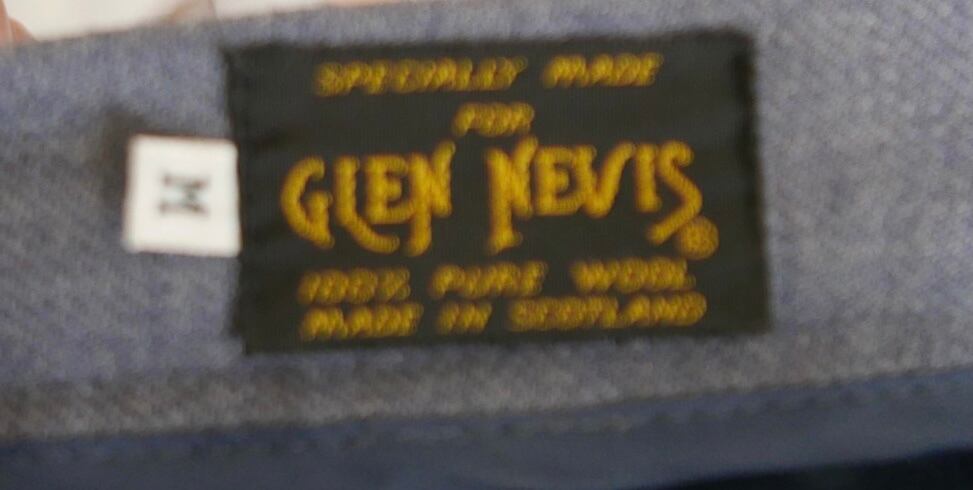 SPECIALLY MADE
FOR
GLEN NEVIS®
100% PURE WOOL
MADE IN SCOTLAND
M